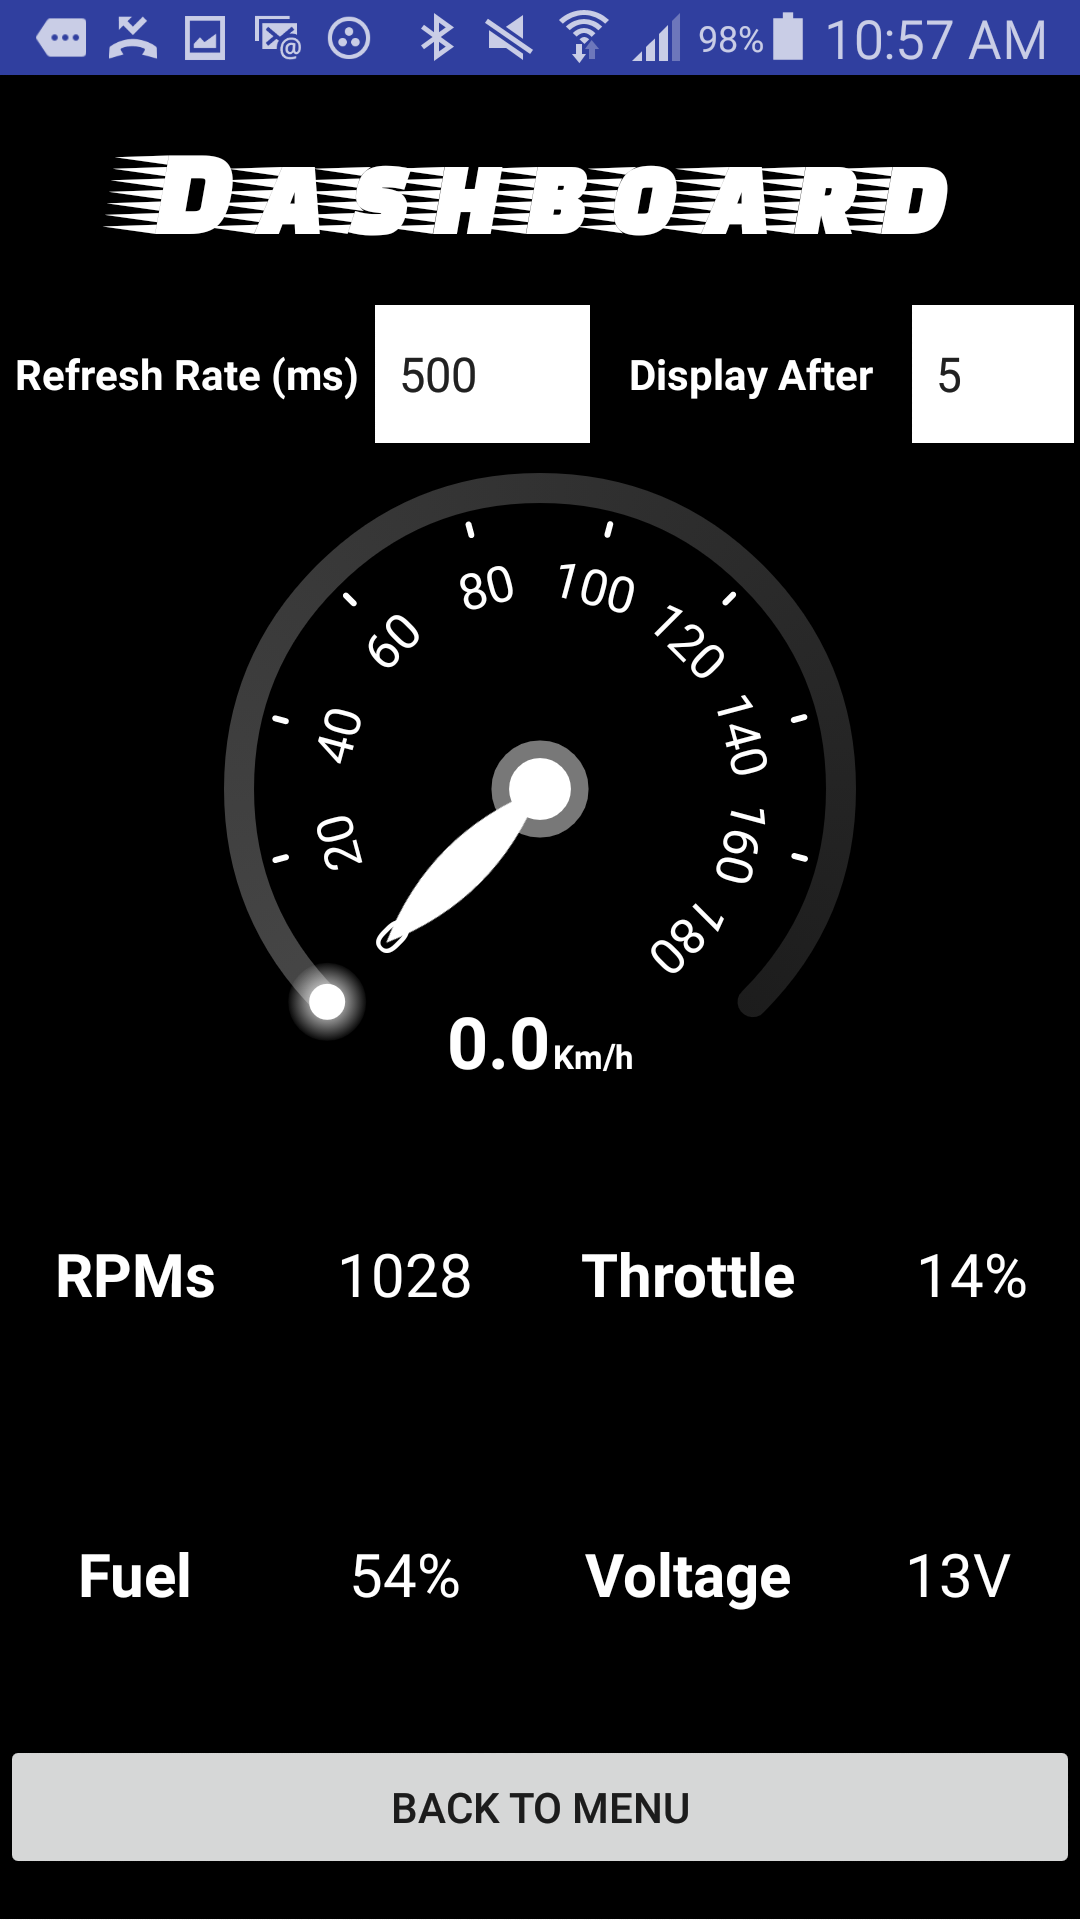 98% 10:57 AM
DASHBOARD
Refresh Rate (ms) 500 Display After 5
0 20 40 60 80 100 120 140 160 180
0.0Km/h
RPMs 1028 Throttle 14%
Fuel 54% Voltage 13V
BACK TO MENU